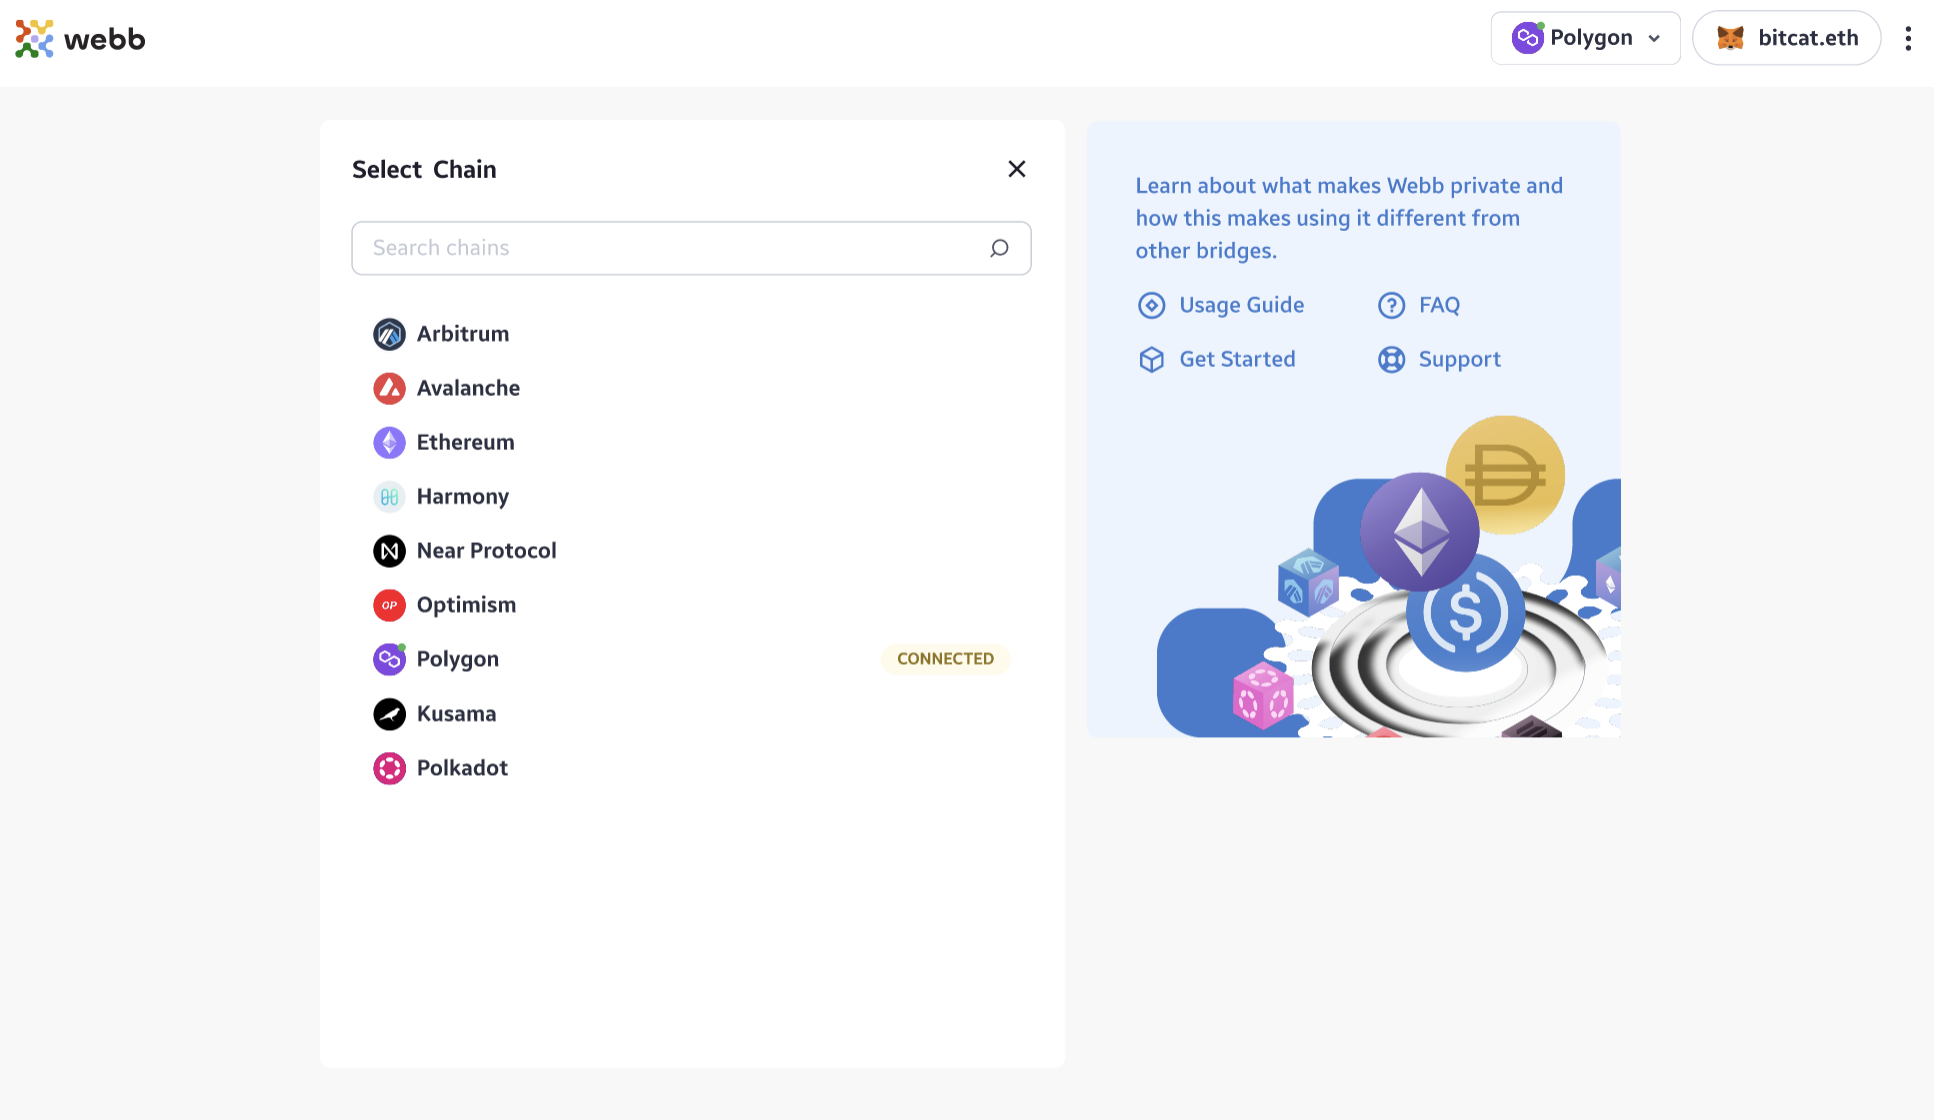 webb
Polygon
bitcat.eth
Select Chain
Search chains
Arbitrum
Avalanche
Ethereum
Harmony
Near Protocol
OP
Optimism
Polygon
CONNECTED
Kusama
Polkadot
Learn about what makes Webb private and
how this makes using it different from
other bridges.
Usage Guide
FAQ
Get Started
Support